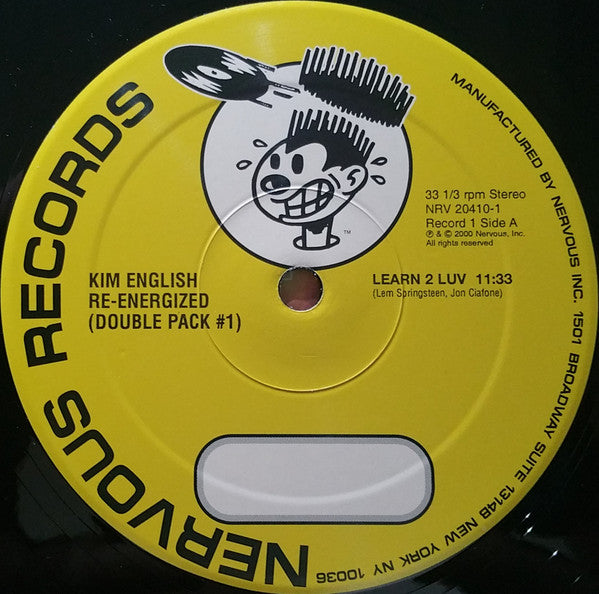 NERVOUS RECORDS
MANUFACTURED BY NERVOUS INC. 1501 BROADWAY SUITE 1314B NEW YORK NY 10036
TM
33 1/3 rpm Stereo
NRV 20410-1
Record 1 Side A
℗ & © 2000 Nervous, Inc.
All rights reserved
KIM ENGLISH
RE-ENERGIZED
(DOUBLE PACK #1)
LEARN 2 LUV 11:33
(Lem Springsteen, Jon Ciafone)